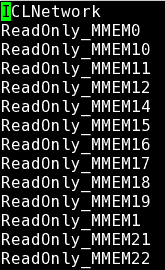 ICLNetwork
ReadOnly_MMEM0
ReadOnly_MMEM10
ReadOnly_MMEM11
ReadOnly_MMEM12
ReadOnly_MMEM14
ReadOnly_MMEM15
ReadOnly_MMEM16
ReadOnly_MMEM17
ReadOnly_MMEM18
ReadOnly_MMEM19
ReadOnly_MMEM1
ReadOnly_MMEM21
ReadOnly_MMEM22